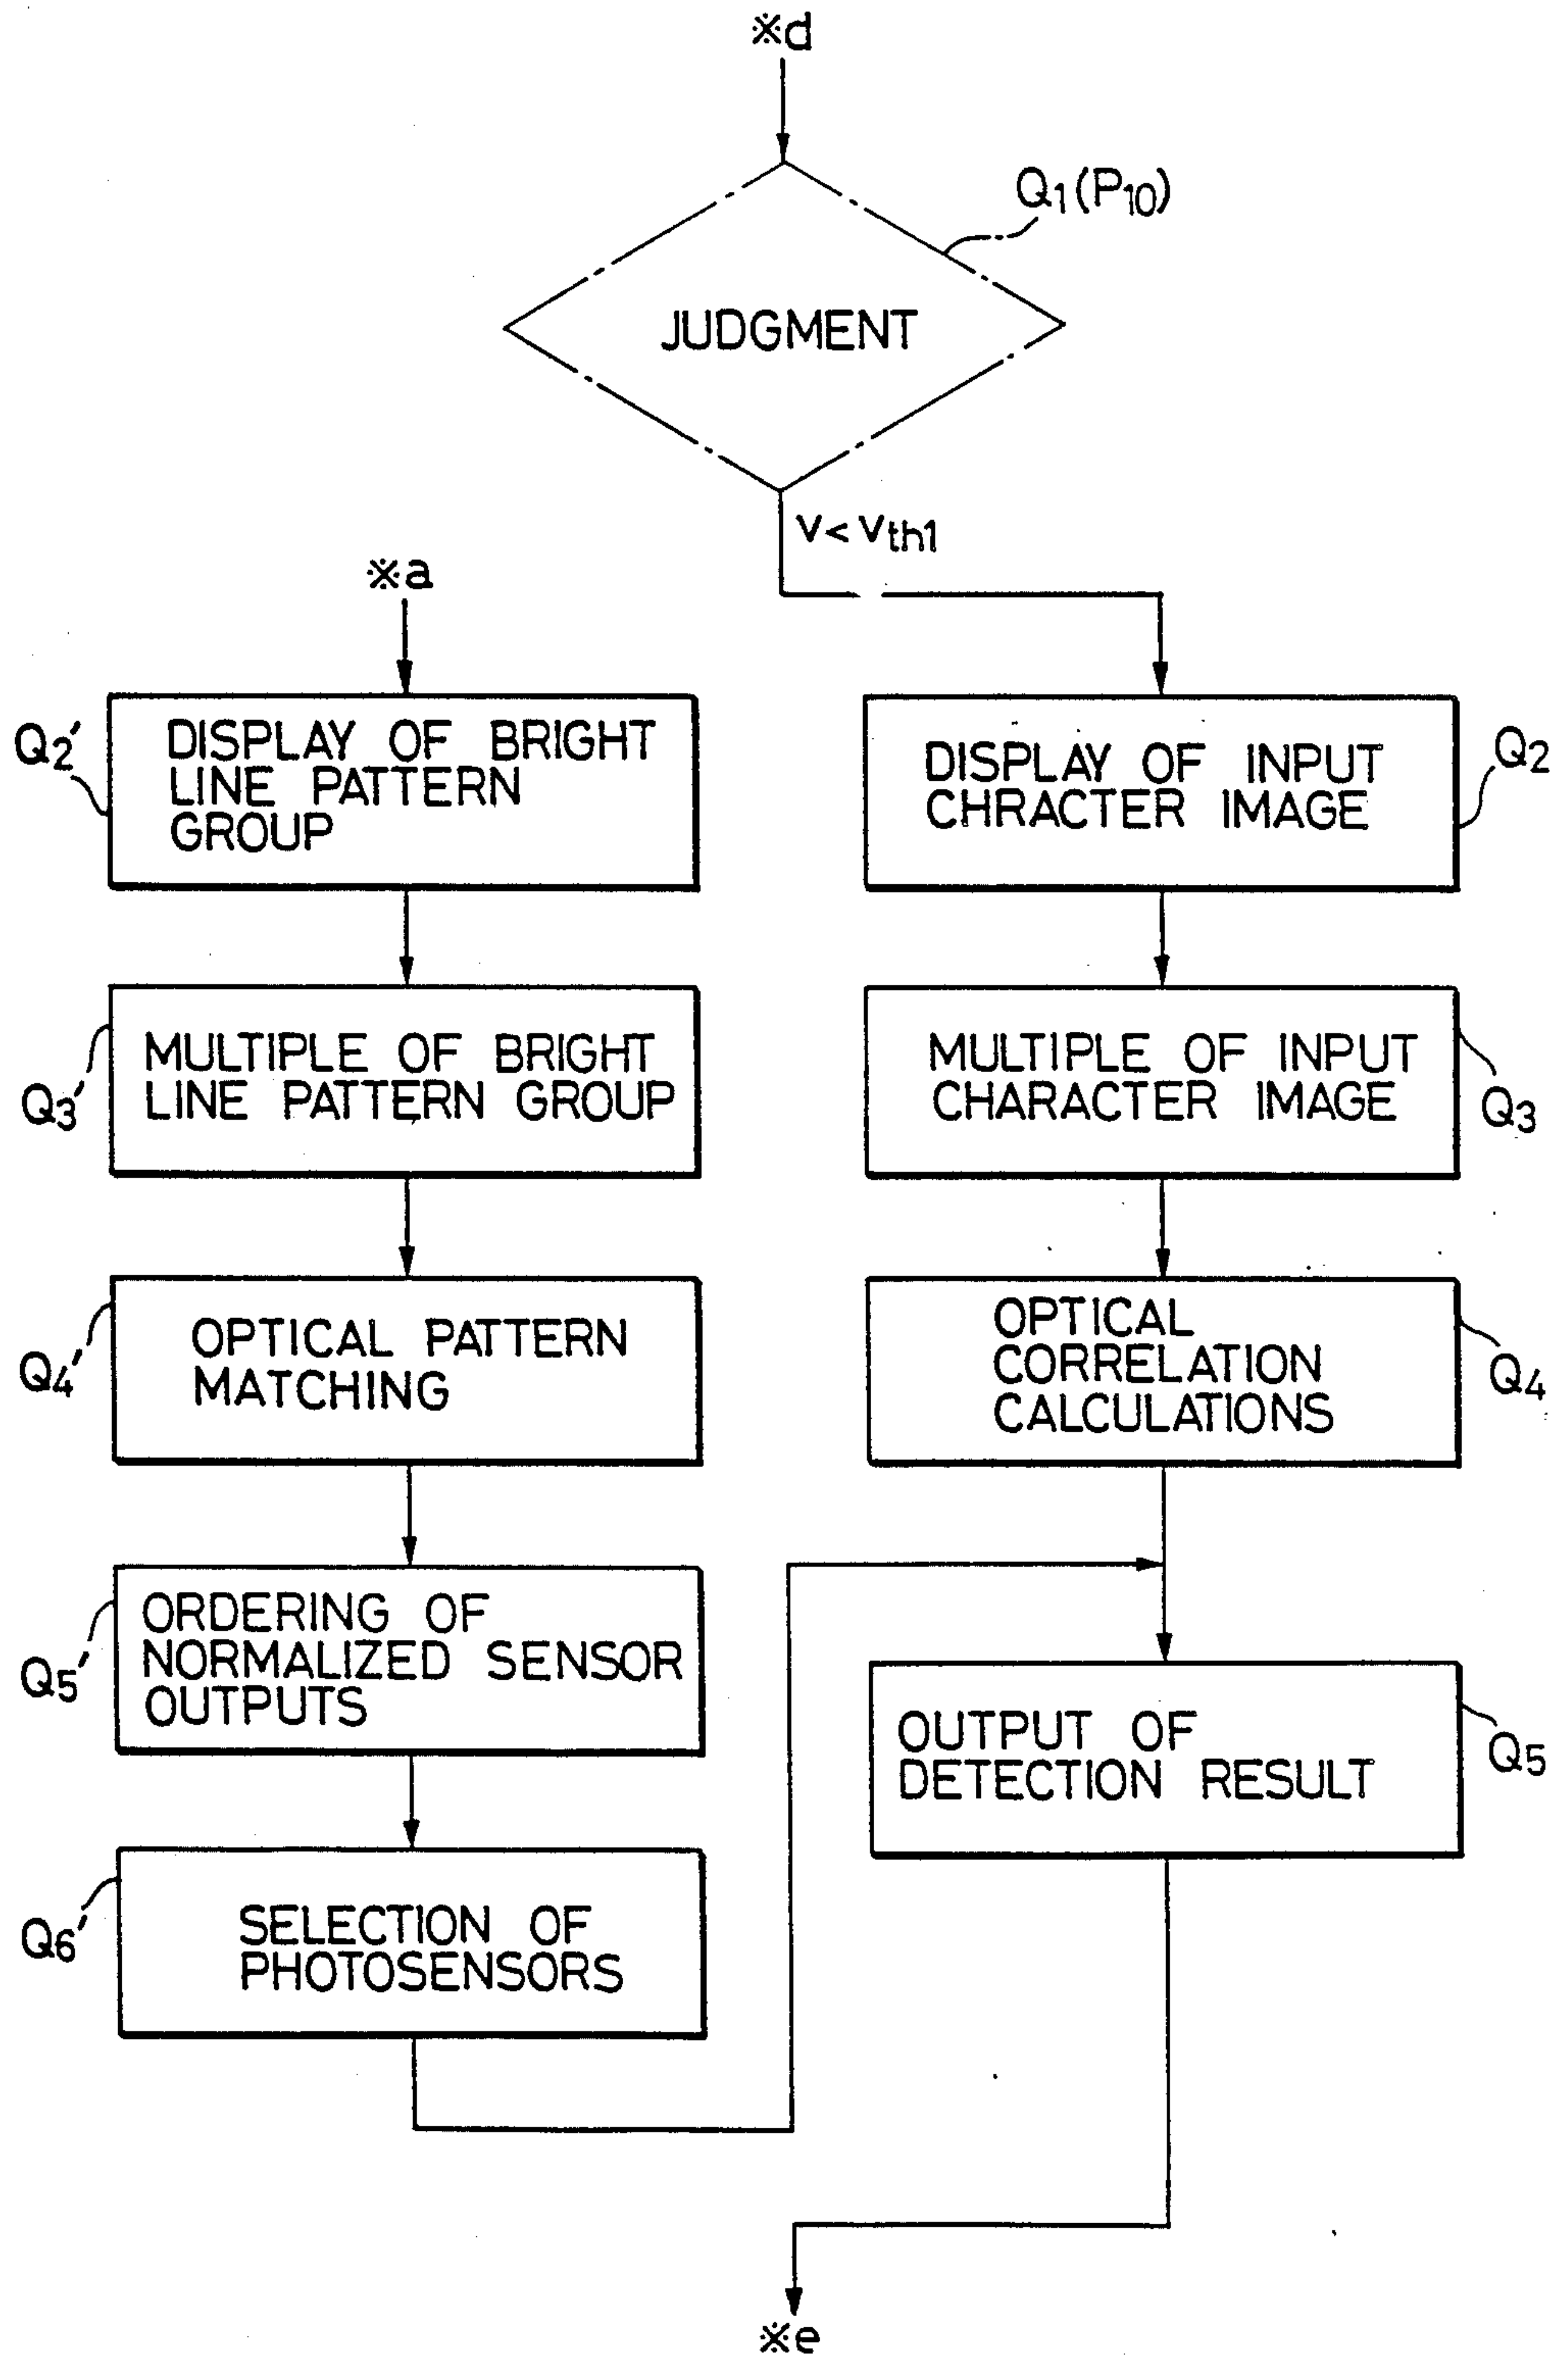 ※d
Q1(P10)
JUDGMENT
v<vth1
※a
Q2'
DISPLAY OF BRIGHT
LINE PATTERN
GROUP
Q3'
MULTIPLE OF BRIGHT
LINE PATTERN GROUP
Q4'
OPTICAL PATTERN
MATCHING
Q5'
ORDERING OF
NORMALIZED SENSOR
OUTPUTS
Q6'
SELECTION OF
PHOTOSENSORS
DISPLAY OF INPUT
CHRACTER IMAGE
Q2
MULTIPLE OF INPUT
CHARACTER IMAGE
Q3
OPTICAL
CORRELATION
CALCULATIONS
Q4
OUTPUT OF
DETECTION RESULT
Q5
※e